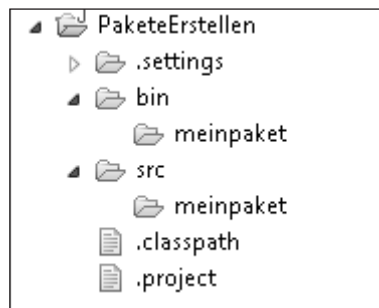 PaketeErstellen
.settings
bin
meinpaket
src
meinpaket
.classpath
.project